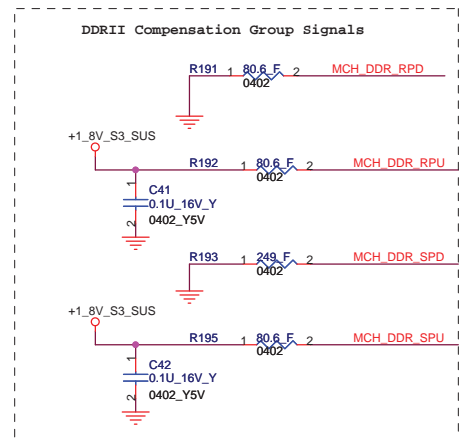 DDRII Compensation Group Signals
R191 1 80.6_F 2 MCH_DDR_RPD
0402
+1_8V_S3_SUS
R192 1 80.6_F 2 MCH_DDR_RPU
0402
1 C41
0.1U_16V_Y
2 0402_Y5V
R193 1 249_F 2 MCH_DDR_SPD
0402
+1_8V_S3_SUS
R195 1 80.6_F 2 MCH_DDR_SPU
0402
1 C42
0.1U_16V_Y
2 0402_Y5V